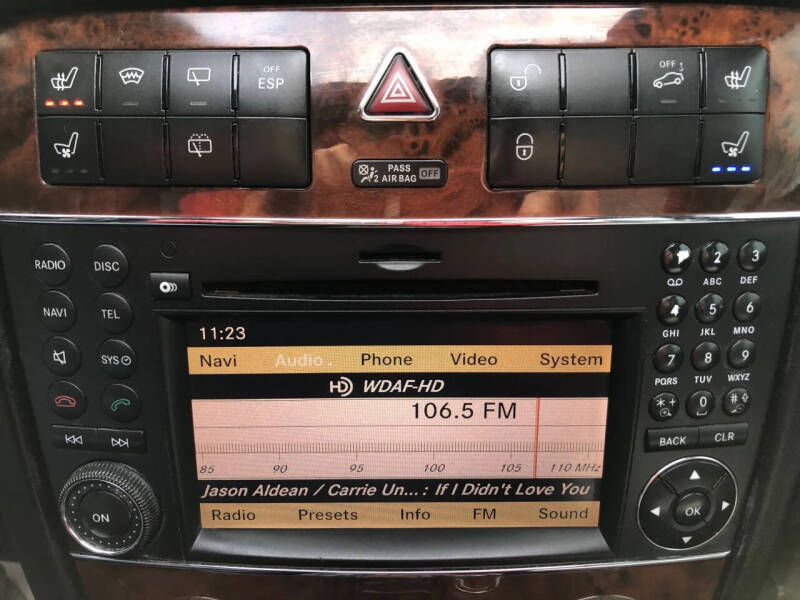 OFF
ESP
OFF
PASS
2 AIRBAG OFF
RADIO
DISC
NAVI
TEL
SYS
ON
11:23
Navi Audio Phone Video System
HD WDAF-HD
106.5 FM
85 90 95 100 105 110 MHz
Jason Aldean / Carrie Un...: If I Didn't Love You
Radio Presets Info FM Sound
1 2 3
ABC DEF
4 5 6
GHI JKL MNO
7 8 9
PQRS TUV WXYZ
* + 0 #
BACK CLR
OK